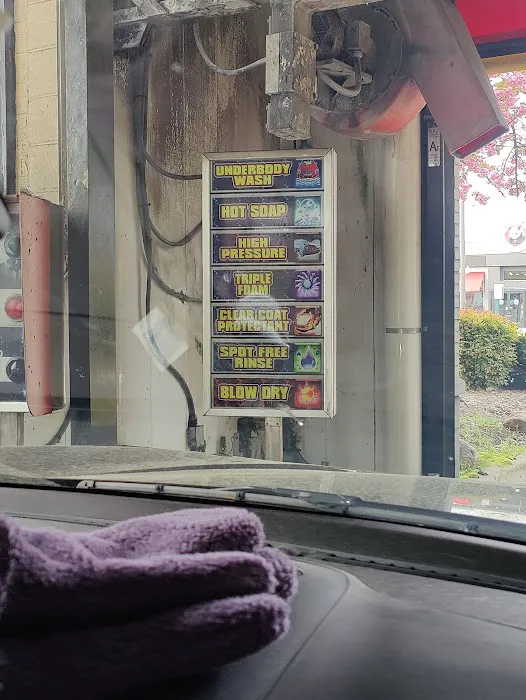 UNDERBODY
WASH
HOT SOAP
HIGH
PRESSURE
TRIPLE
FOAM
CLEAR COAT
PROTECTANT
SPOT FREE
RINSE
BLOW DRY